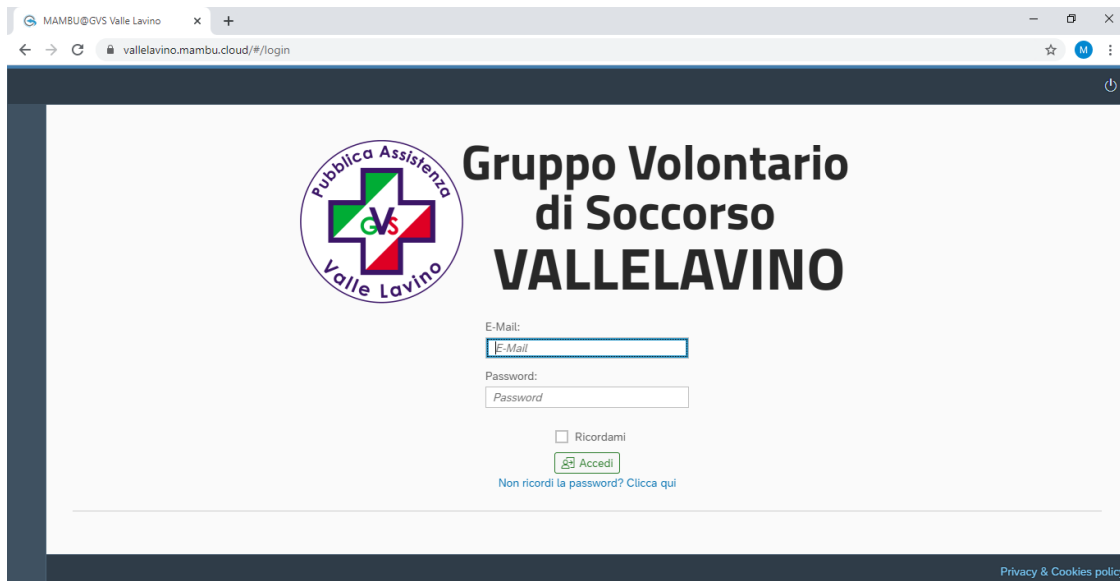 MAMBU@GVS Valle Lavino
vallelavino.mambu.cloud/#/login
M
Pubblica Assistenza
GVS
Valle Lavino
Gruppo Volontario
di Soccorso
VALLELAVINO
E-Mail:
E-Mail
Password:
Password
Ricordami
Accedi
Non ricordi la password? Clicca qui
Privacy & Cookies policy